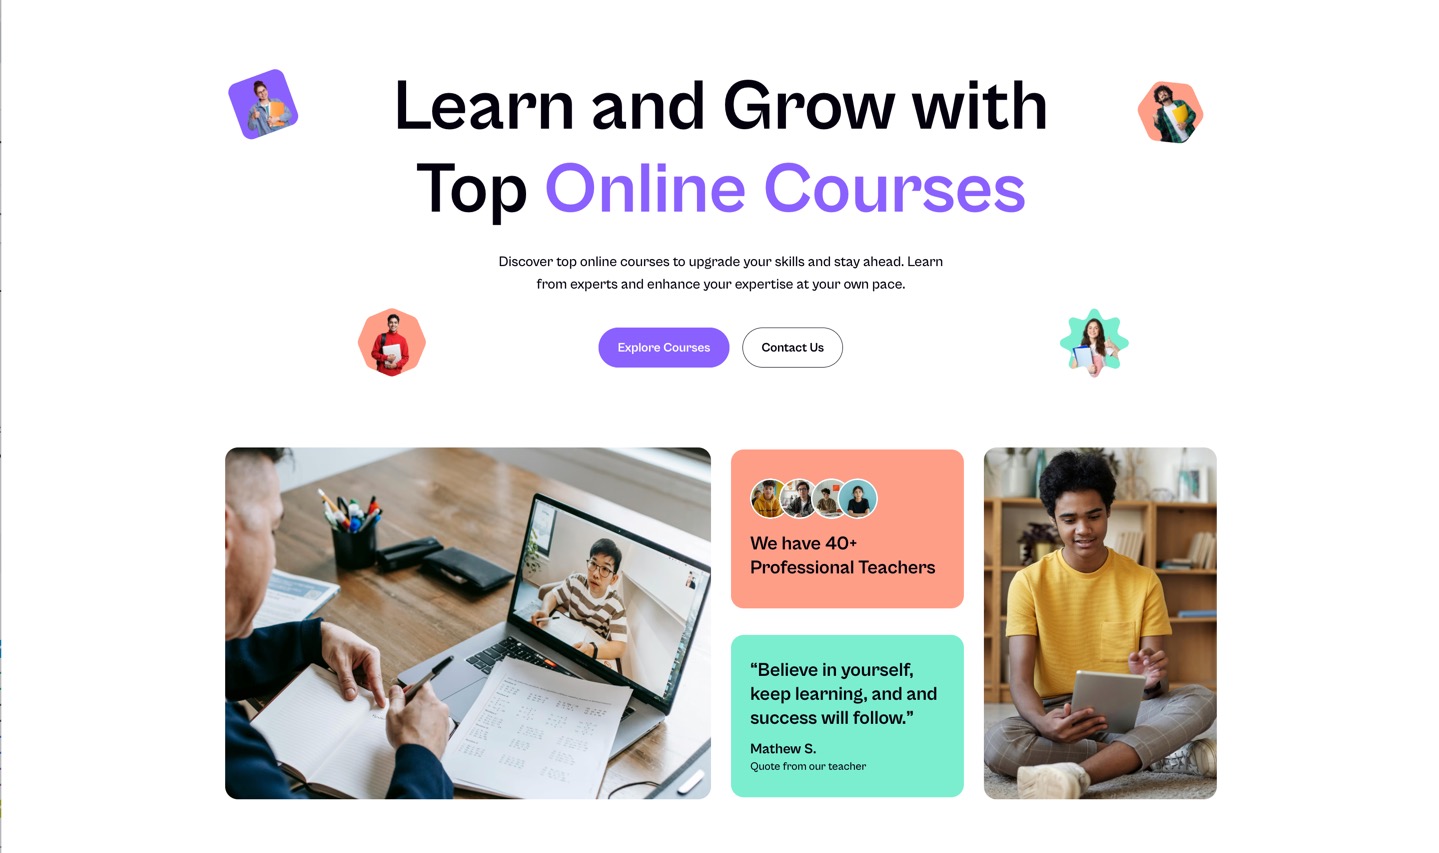 Learn and Grow with
Top Online Courses
Discover top online courses to upgrade your skills and stay ahead. Learn
from experts and enhance your expertise at your own pace.
Explore Courses
Contact Us
We have 40+
Professional Teachers
“Believe in yourself,
keep learning, and and
success will follow.”
Mathew S.
Quote from our teacher